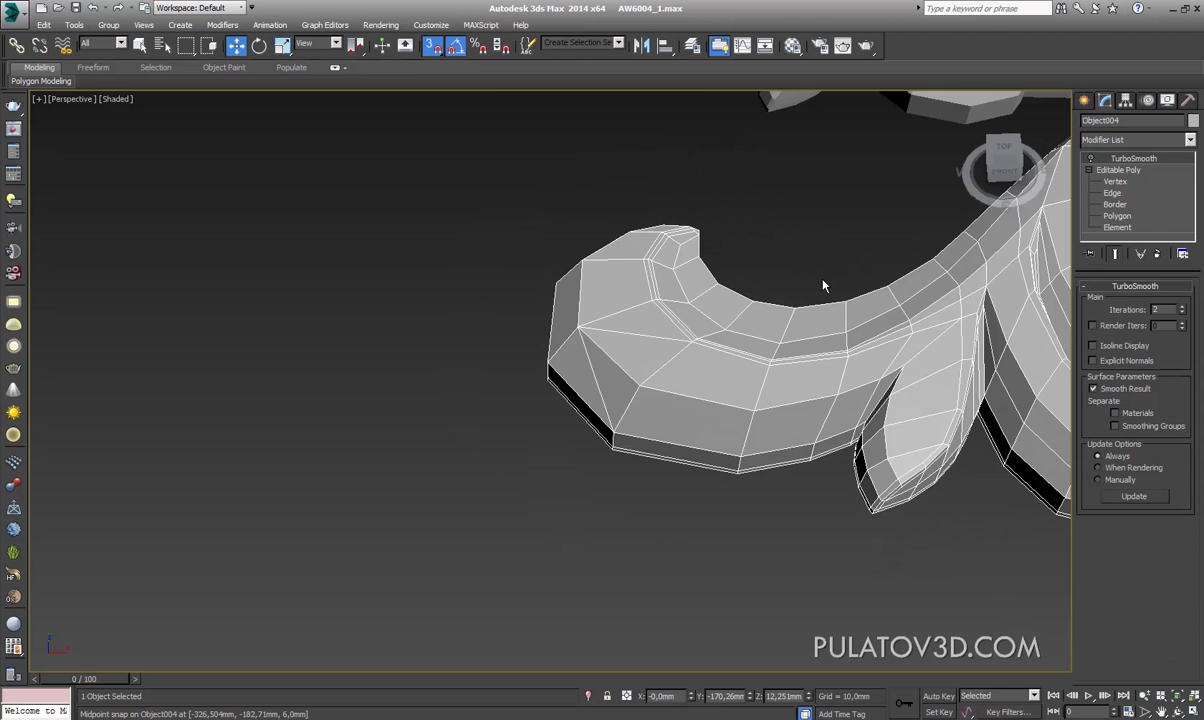 Workspace: Default
Autodesk 3ds Max 2014 x64 AW6004_1.max
Type a keyword or phrase
Edit Tools Group Views Create Modifiers Animation Graph Editors Rendering Customize MAXScript Help
All
View
3
Create Selection Se
Modeling Freeform Selection Object Paint Populate
Polygon Modeling
[+] [Perspective] [Shaded]
TOP
FRONT
Object004
Modifier List
TurboSmooth
Editable Poly
Vertex
Edge
Border
Polygon
Element
TurboSmooth
Main
Iterations: 2
Render Iters: 0
Isoline Display
Explicit Normals
Surface Parameters
Smooth Result
Separate
Materials
Smoothing Groups
Update Options
Always
When Rendering
Manually
Update
PULATOV3D.COM
0 / 100
1 Object Selected
X: -0,0mm Y: -170,26mm Z: 12,251mm Grid = 10,0mm
Auto Key Selected
Welcome to M
Midpoint snap on Object004 at [-326,504mm, -182,71mm, 6,0mm]
Add Time Tag
Set Key Key Filters...
0